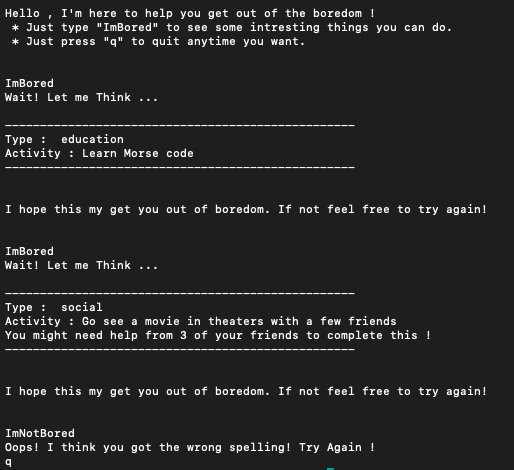 Hello , I'm here to help you get out of the boredom !
* Just type "ImBored" to see some intresting things you can do.
* Just press "q" to quit anytime you want.
ImBored
Wait! Let me Think ...
--------------------------------------------------
Type :  education
Activity : Learn Morse code
--------------------------------------------------
I hope this my get you out of boredom. If not feel free to try again!
ImBored
Wait! Let me Think ...
--------------------------------------------------
Type :  social
Activity : Go see a movie in theaters with a few friends
You might need help from 3 of your friends to complete this !
--------------------------------------------------
I hope this my get you out of boredom. If not feel free to try again!
ImNotBored
Oops! I think you got the wrong spelling! Try Again !
q